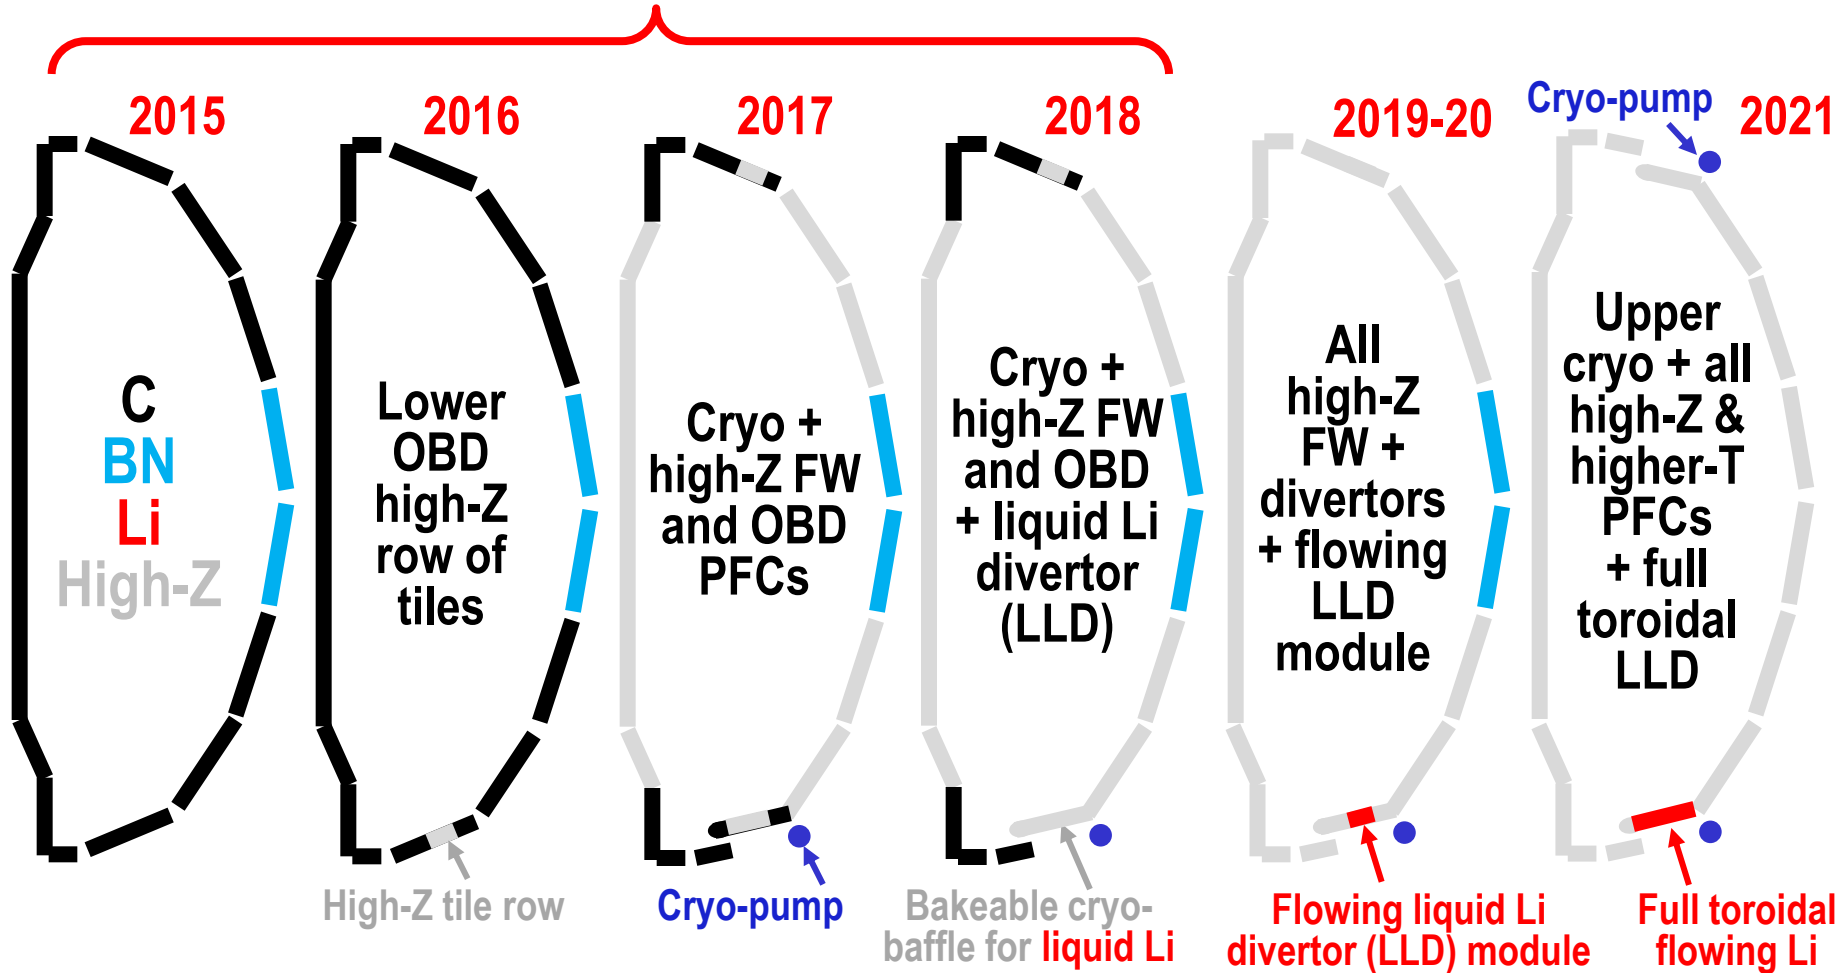 2015
2016
2017
2018
2019-20
Cryo-pump
2021
C
BN
Li
High-Z
Lower
OBD
high-Z
row of
tiles
Cryo +
high-Z FW
and OBD
PFCs
Cryo +
high-Z FW
and OBD
+ liquid Li
divertor
(LLD)
All
high-Z
FW +
divertors
+ flowing
LLD
module
Upper
cryo + all
high-Z &
higher-T
PFCs
+ full
toroidal
LLD
High-Z tile row
Cryo-pump
Bakeable cryo-
baffle for liquid Li
Flowing liquid Li
divertor (LLD) module
Full toroidal
flowing Li